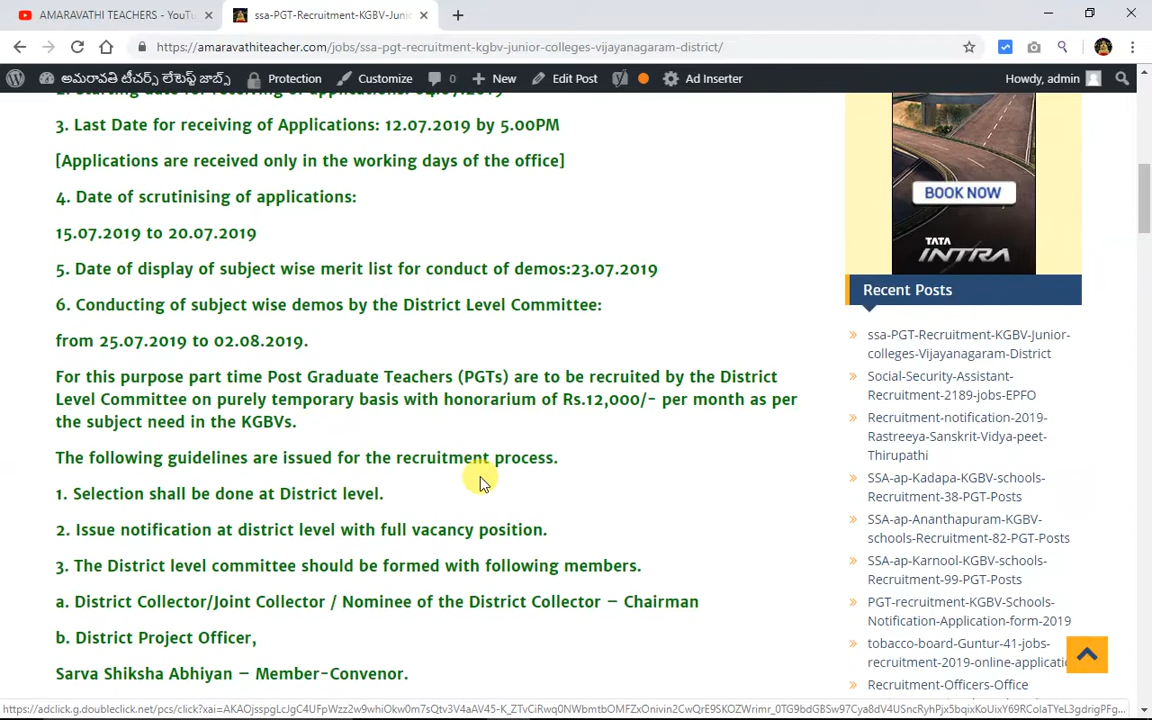 AMARAVATHI TEACHERS - YouTu
ssa-PGT-Recruitment-KGBV-Junio
https://amaravathiteacher.com/jobs/ssa-pgt-recruitment-kgbv-junior-colleges-vijayanagaram-district/
అమరావతి టీచర్స్ లేటెస్ట్ జాబ్స్ Protection Customize 0 New Edit Post Ad Inserter Howdy, admin
2. Starting date for receiving of applications: 04.07.2019
3. Last Date for receiving of Applications: 12.07.2019 by 5.00PM
[Applications are received only in the working days of the office]
4. Date of scrutinising of applications:
15.07.2019 to 20.07.2019
5. Date of display of subject wise merit list for conduct of demos:23.07.2019
6. Conducting of subject wise demos by the District Level Committee:
from 25.07.2019 to 02.08.2019.
For this purpose part time Post Graduate Teachers (PGTs) are to be recruited by the District
Level Committee on purely temporary basis with honorarium of Rs.12,000/- per month as per
the subject need in the KGBVs.
The following guidelines are issued for the recruitment process.
1. Selection shall be done at District level.
2. Issue notification at district level with full vacancy position.
3. The District level committee should be formed with following members.
a. District Collector/Joint Collector / Nominee of the District Collector – Chairman
b. District Project Officer,
Sarva Shiksha Abhiyan – Member-Convenor.
BOOK NOW
TATA
INTRA
Recent Posts
ssa-PGT-Recruitment-KGBV-Junior-
colleges-Vijayanagaram-District
Social-Security-Assistant-
Recruitment-2189-jobs-EPFO
Recruitment-notification-2019-
Rastreeya-Sanskrit-Vidya-peet-
Thirupathi
SSA-ap-Kadapa-KGBV-schools-
Recruitment-38-PGT-Posts
SSA-ap-Ananthapuram-KGBV-
schools-Recruitment-82-PGT-Posts
SSA-ap-Karnool-KGBV-schools-
Recruitment-99-PGT-Posts
PGT-recruitment-KGBV-Schools-
Notification-Application-form-2019
tobacco-board-Guntur-41-jobs-
recruitment-2019-online-applicatio
Recruitment-Officers-Office